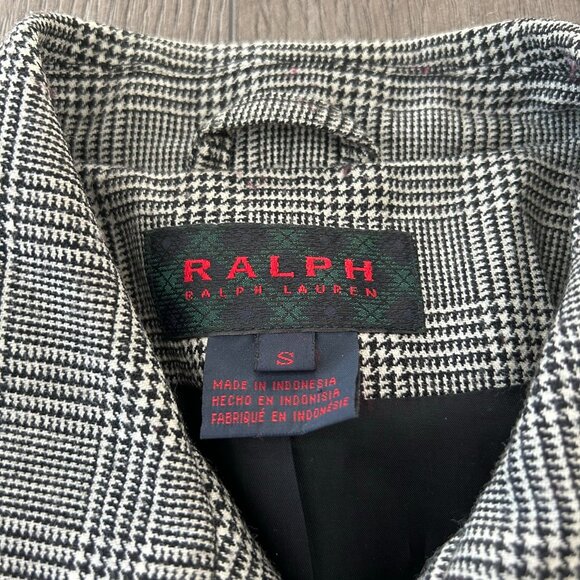 RALPH
RALPH LAUREN
S
MADE IN INDONESIA
HECHO EN INDONISIA
FABRIQUÉ EN INDONÉSIE